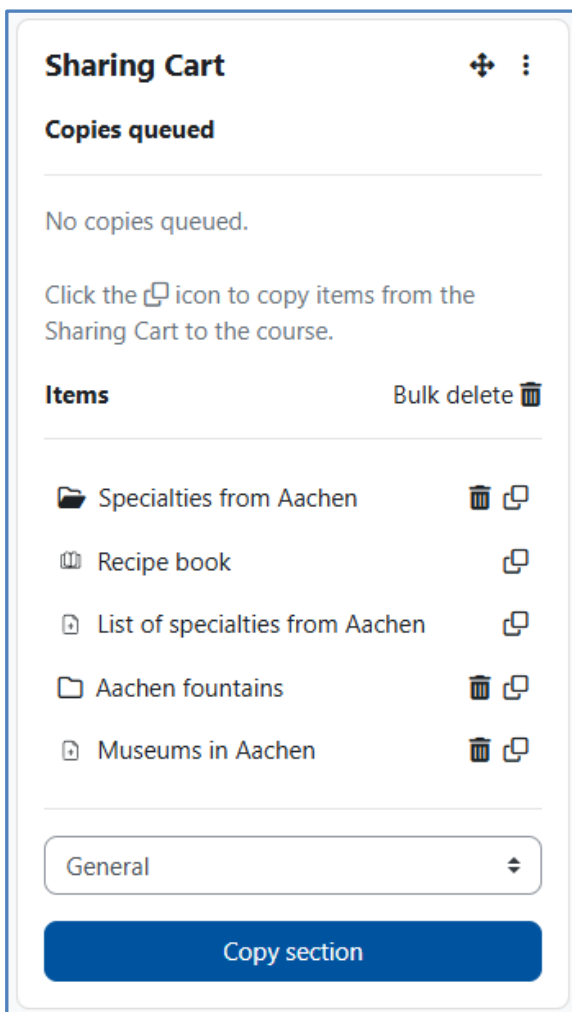 Sharing Cart
Copies queued
No copies queued.
Click the icon to copy items from the
Sharing Cart to the course.
Items
Bulk delete
Specialties from Aachen
Recipe book
List of specialties from Aachen
Aachen fountains
Museums in Aachen
General
Copy section